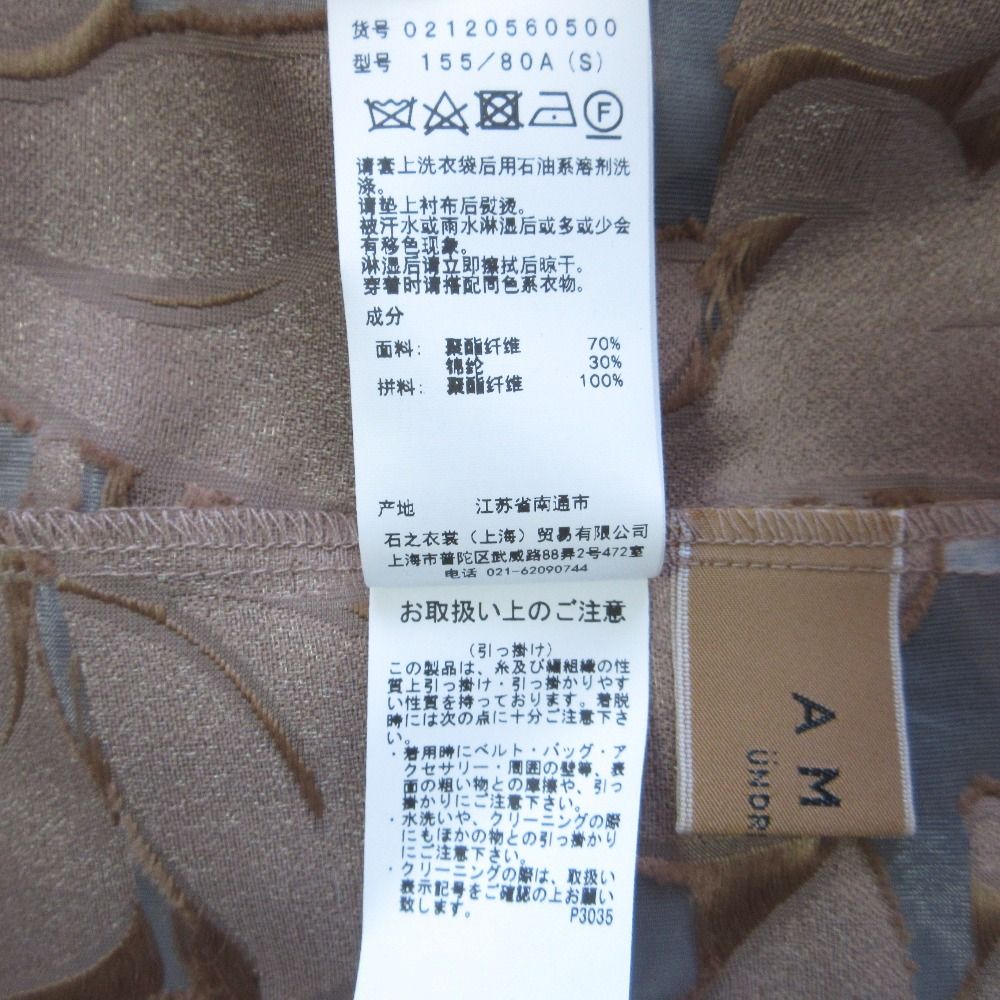 货号 02120560500
型号 155/80A (S)
F
请套上洗衣袋后用石油系溶剂洗
涤。
请垫上衬布后熨烫。
被汗水或雨水淋湿后或多或少会
有移色现象。
淋湿后请立即擦拭后晾干。
穿着时请搭配同色系衣物。
成分
面料: 聚酯纤维 70%
锦纶 30%
拼料: 聚酯纤维 100%
产地 江苏省南通市
石之衣裳（上海）贸易有限公司
上海市普陀区武威路88弄2号472室
电话 021-62090744
お取扱い上のご注意
(引っ掛け)
この製品は、糸及び繊組織の性
質上引っ掛け・引っ掛かりやす
い性質を持っております。着脱
時には次の点に十分ご注意下さ
い。
・着用時にベルト・バッグ・ア
クセサリー・周囲の壁等、表
面の粗い物との摩擦や、引っ
掛かりにご注意下さい。
・水洗いや、クリーニングの際
にもほかの物との引っ掛かり
にご注意下さい。
・クリーニングの際は、取扱い
表示記号をご確認の上お願い
致します。
P3035
AM
ÜNDR